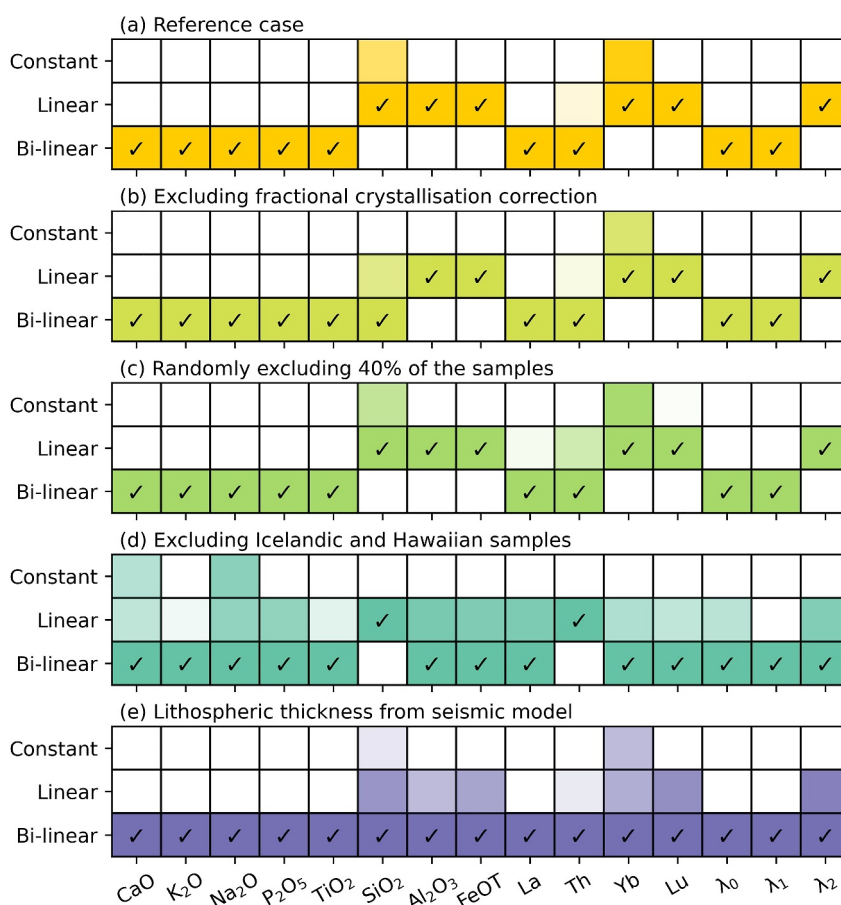 (a) Reference case
Constant
Linear ✓ ✓ ✓ ✓ ✓ ✓
Bi-linear ✓ ✓ ✓ ✓ ✓ ✓ ✓ ✓ ✓
(b) Excluding fractional crystallisation correction
Constant
Linear ✓ ✓ ✓ ✓ ✓
Bi-linear ✓ ✓ ✓ ✓ ✓ ✓ ✓ ✓ ✓ ✓
(c) Randomly excluding 40% of the samples
Constant
Linear ✓ ✓ ✓ ✓ ✓ ✓
Bi-linear ✓ ✓ ✓ ✓ ✓ ✓ ✓ ✓ ✓
(d) Excluding Icelandic and Hawaiian samples
Constant
Linear ✓ ✓
Bi-linear ✓ ✓ ✓ ✓ ✓ ✓ ✓ ✓ ✓ ✓ ✓ ✓ ✓
(e) Lithospheric thickness from seismic model
Constant
Linear
Bi-linear ✓ ✓ ✓ ✓ ✓ ✓ ✓ ✓ ✓ ✓ ✓ ✓ ✓ ✓ ✓
CaO K₂O Na₂O P₂O₅ TiO₂ SiO₂ Al₂O₃ FeOT La Th Yb Lu λ₀ λ₁ λ₂